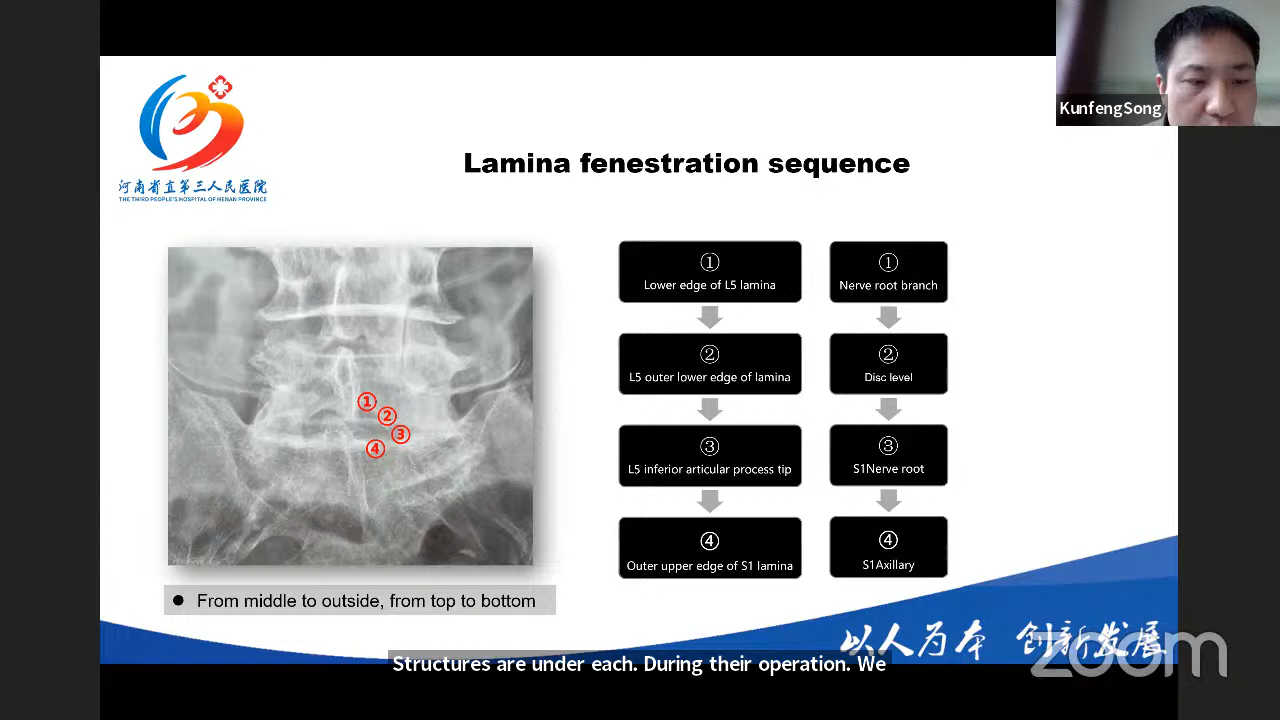 KunfengSong
河南省直第三人民医院
THE THIRD PEOPLE'S HOSPITAL OF HENAN PROVINCE
Lamina fenestration sequence
①
②
③
④
① Lower edge of L5 lamina
② L5 outer lower edge of lamina
③ L5 inferior articular process tip
④ Outer upper edge of S1 lamina
① Nerve root branch
② Disc level
③ S1Nerve root
④ S1Axillary
● From middle to outside, from top to bottom
以人为本 创新发展
zoom
Structures are under each. During their operation. We